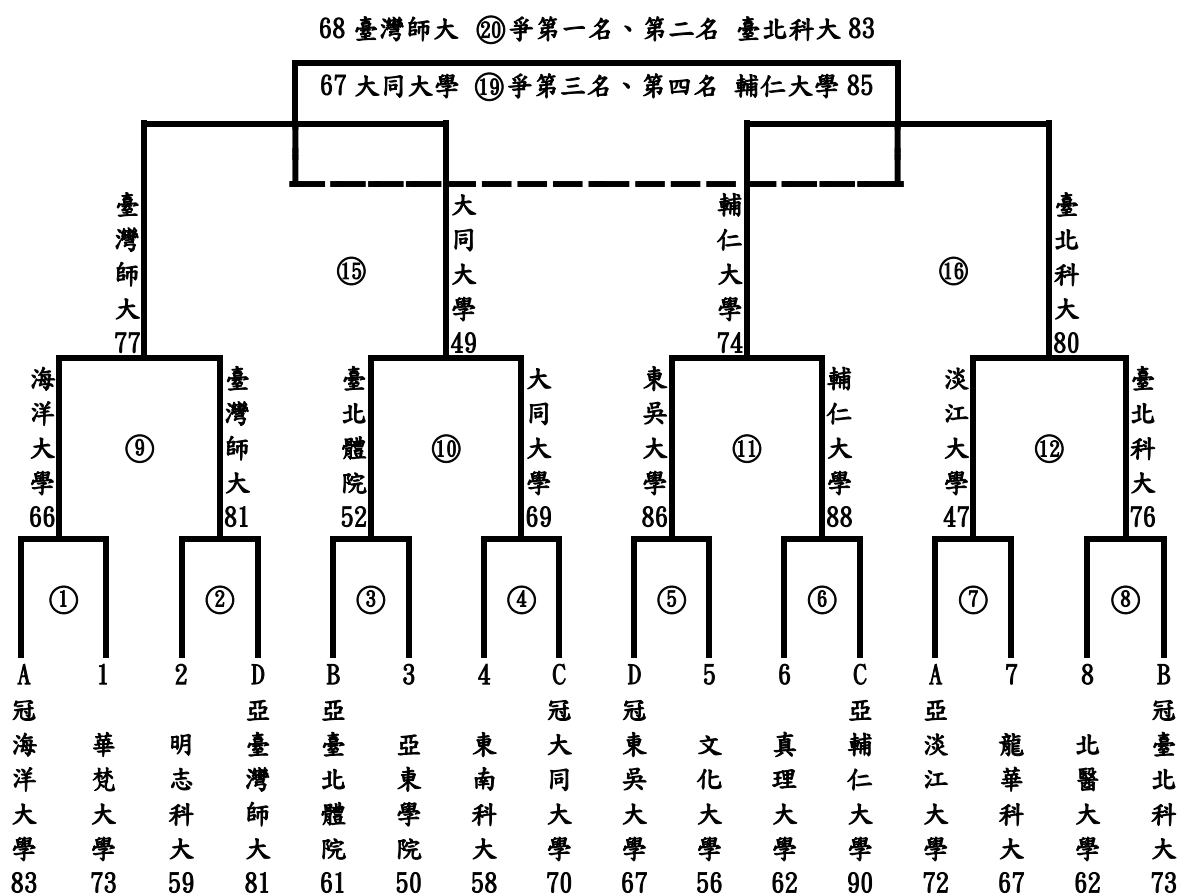 68 臺灣師大 ⑳爭第一名、第二名 臺北科大 83
67 大同大學 ⑲爭第三名、第四名 輔仁大學 85
臺灣師大 77
⑮
大同大學 49
輔仁大學 74
⑯
臺北科大 80
海洋大學 66
⑨
臺灣師大 81
臺北體院 52
⑩
大同大學 69
東吳大學 86
⑪
輔仁大學 88
淡江大學 47
⑫
臺北科大 76
①
②
③
④
⑤
⑥
⑦
⑧
A冠海洋大學 83
1 華梵大學 73
2 明志科大 59
D亞臺灣師大 81
B亞臺北體院 61
3 亞東學院 50
4 東南科大 58
C冠大同大學 70
D冠東吳大學 67
5 文化大學 56
6 真理大學 62
C亞輔仁大學 90
A亞淡江大學 72
7 龍華科大 67
8 北醫大學 62
B冠臺北科大 73